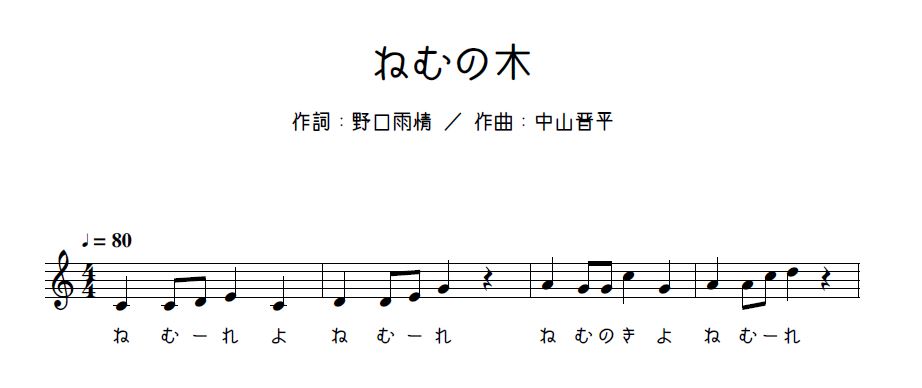 ねむの木
作詞：野口雨情 ／ 作曲：中山晋平
♩= 80
4
4
ね むーれ よ ね むーれ ね むのき よ ね むーれ